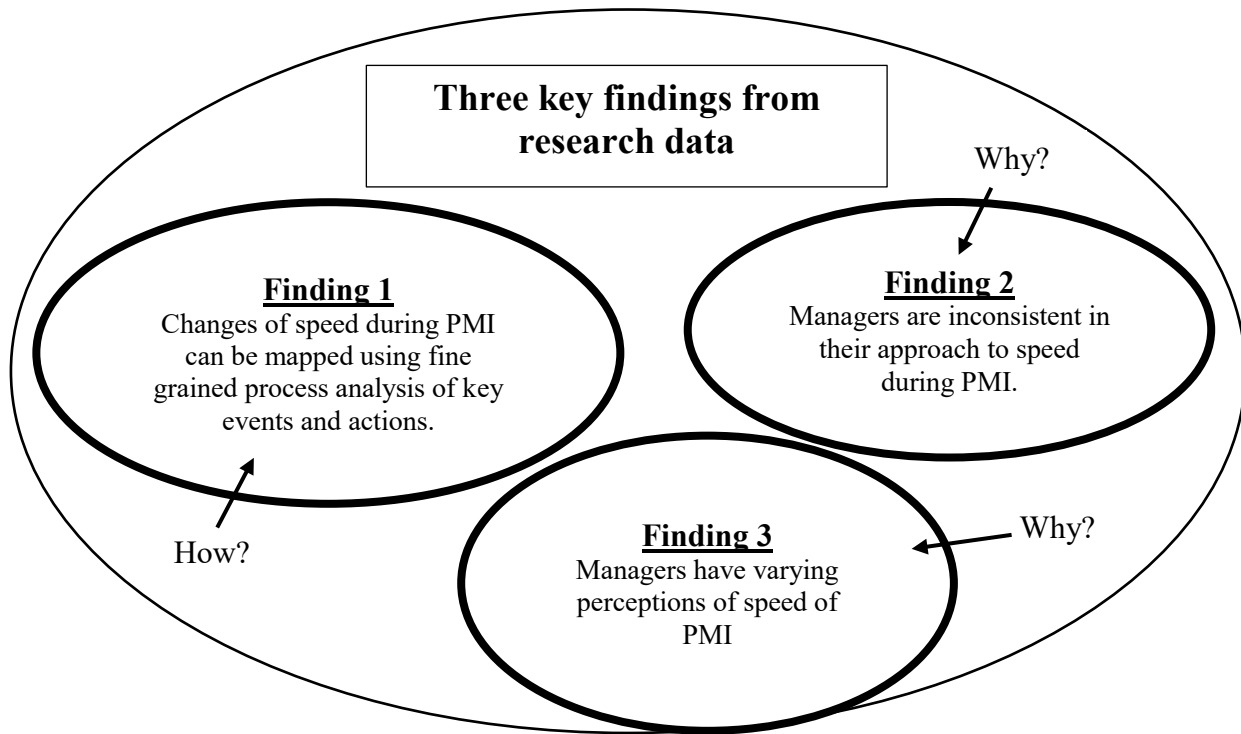 Three key findings from
research data
Why?
Finding 1
Changes of speed during PMI
can be mapped using fine
grained process analysis of key
events and actions.
How?
Finding 2
Managers are inconsistent in
their approach to speed
during PMI.
Finding 3
Managers have varying
perceptions of speed of
PMI
Why?